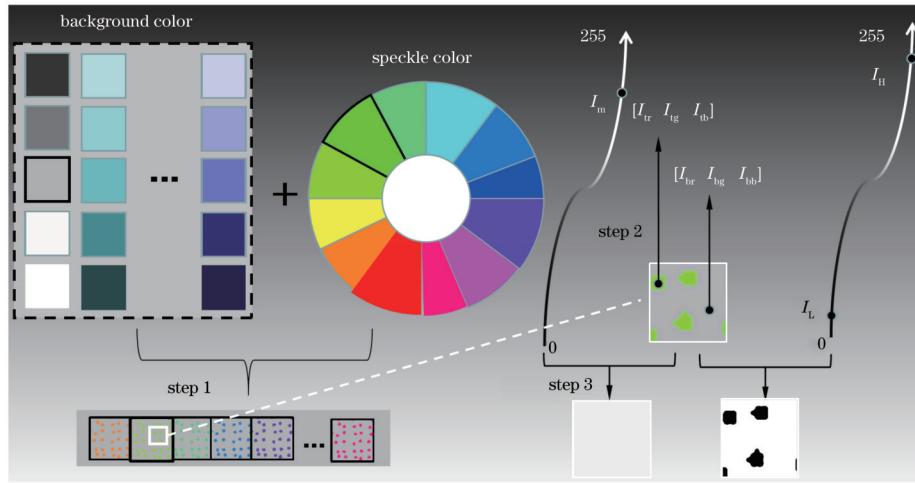 background color
speckle color
...
+
255
I_m
[I_tr I_tg I_tb]
[I_br I_bg I_bb]
step 2
0
255
I_H
I_L
0
step 1
step 3
...